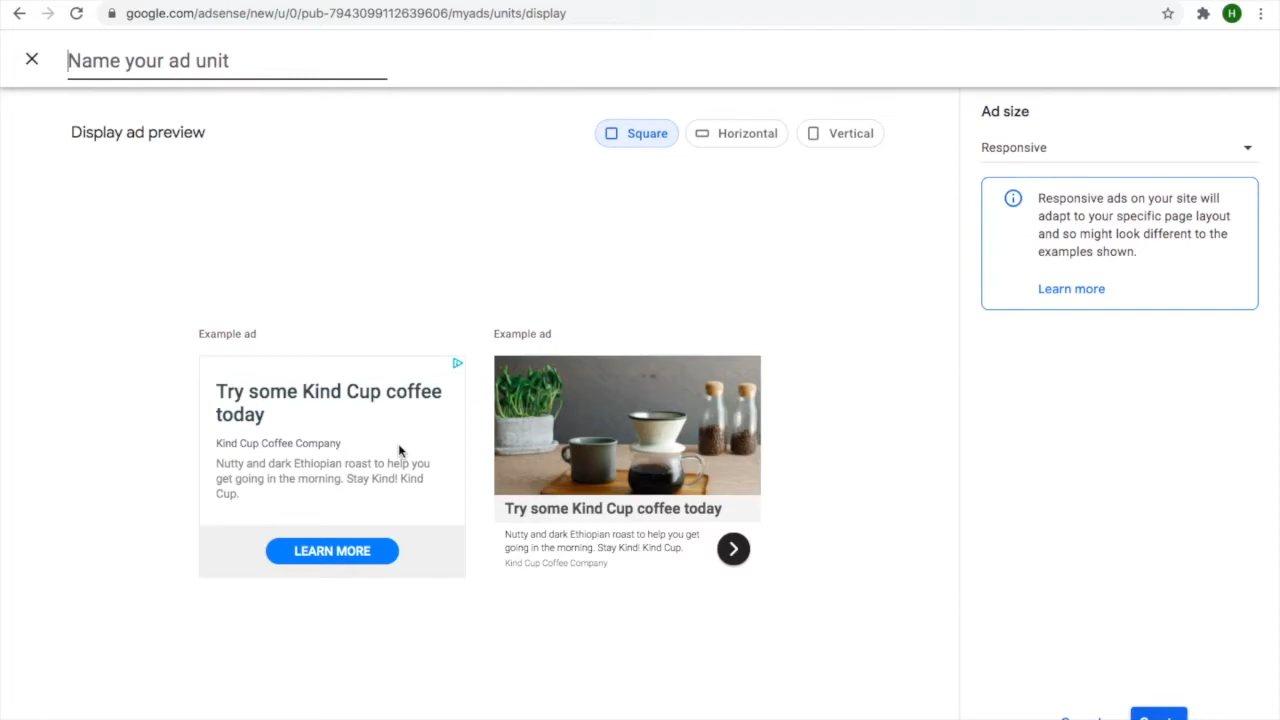 google.com/adsense/new/u/0/pub-7943099112639606/myads/units/display
H
Name your ad unit
Display ad preview
Square
Horizontal
Vertical
Ad size
Responsive
Responsive ads on your site will
adapt to your specific page layout
and so might look different to the
examples shown.
Learn more
Example ad
Try some Kind Cup coffee
today
Kind Cup Coffee Company
Nutty and dark Ethiopian roast to help you
get going in the morning. Stay Kind! Kind
Cup.
LEARN MORE
Example ad
Try some Kind Cup coffee today
Nutty and dark Ethiopian roast to help you get
going in the morning. Stay Kind! Kind Cup.
Kind Cup Coffee Company